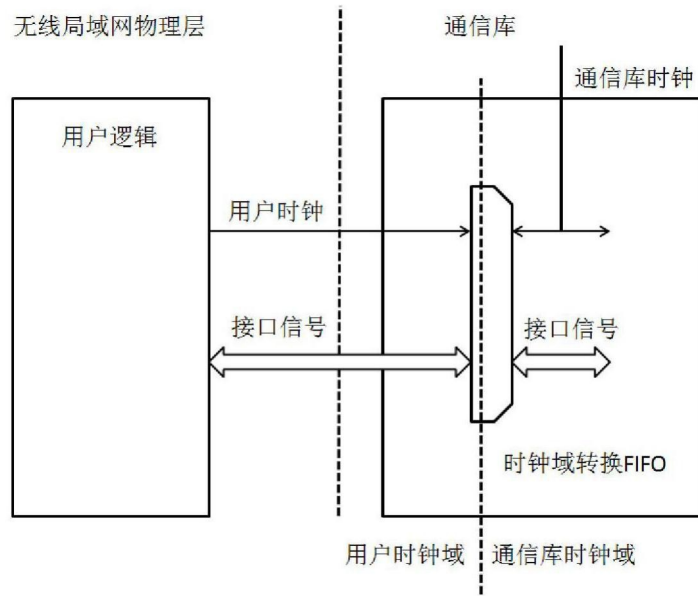 无线局域网物理层
通信库
通信库时钟
用户逻辑
用户时钟
接口信号
接口信号
时钟域转换FIFO
用户时钟域
通信库时钟域